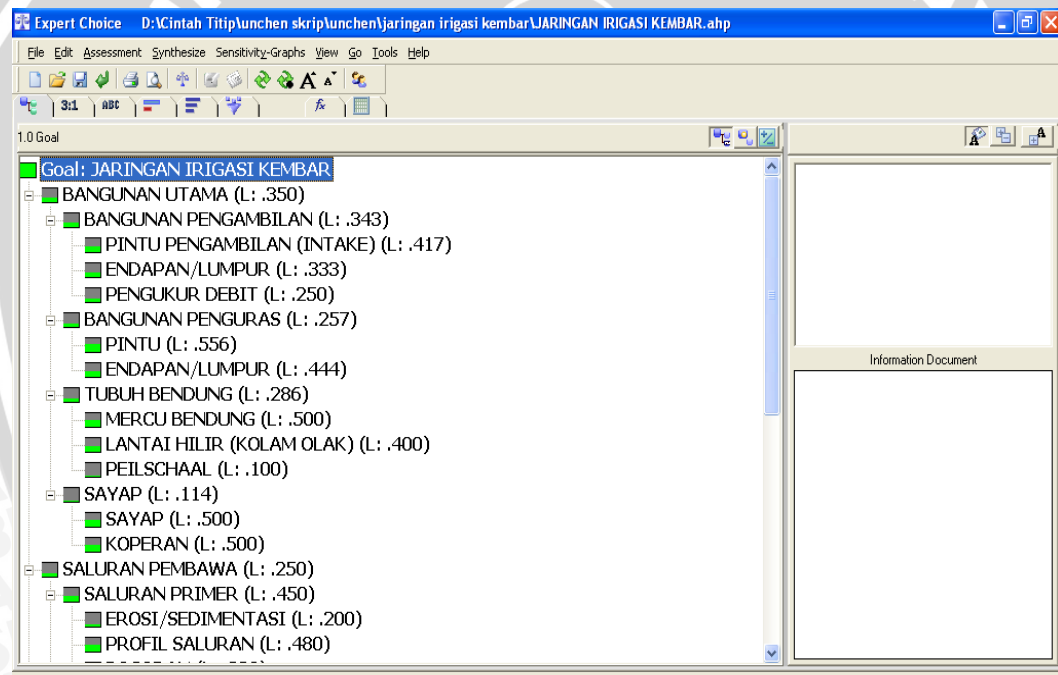 Expert Choice D:\Cintah Titip\unchen skrip\unchen\jaringan irigasi kembar\JARINGAN IRIGASI KEMBAR.ahp
File Edit Assessment Synthesize Sensitivity-Graphs View Go Tools Help
3:1 ABC fx
1.0 Goal
Goal: JARINGAN IRIGASI KEMBAR
BANGUNAN UTAMA (L: .350)
BANGUNAN PENGAMBILAN (L: .343)
PINTU PENGAMBILAN (INTAKE) (L: .417)
ENDAPAN/LUMPUR (L: .333)
PENGUKUR DEBIT (L: .250)
BANGUNAN PENGURAS (L: .257)
PINTU (L: .556)
ENDAPAN/LUMPUR (L: .444)
TUBUH BENDUNG (L: .286)
MERCU BENDUNG (L: .500)
LANTAI HILIR (KOLAM OLAK) (L: .400)
PEILSCHAAL (L: .100)
SAYAP (L: .114)
SAYAP (L: .500)
KOPERAN (L: .500)
SALURAN PEMBAWA (L: .250)
SALURAN PRIMER (L: .450)
EROSI/SEDIMENTASI (L: .200)
PROFIL SALURAN (L: .480)
Information Document